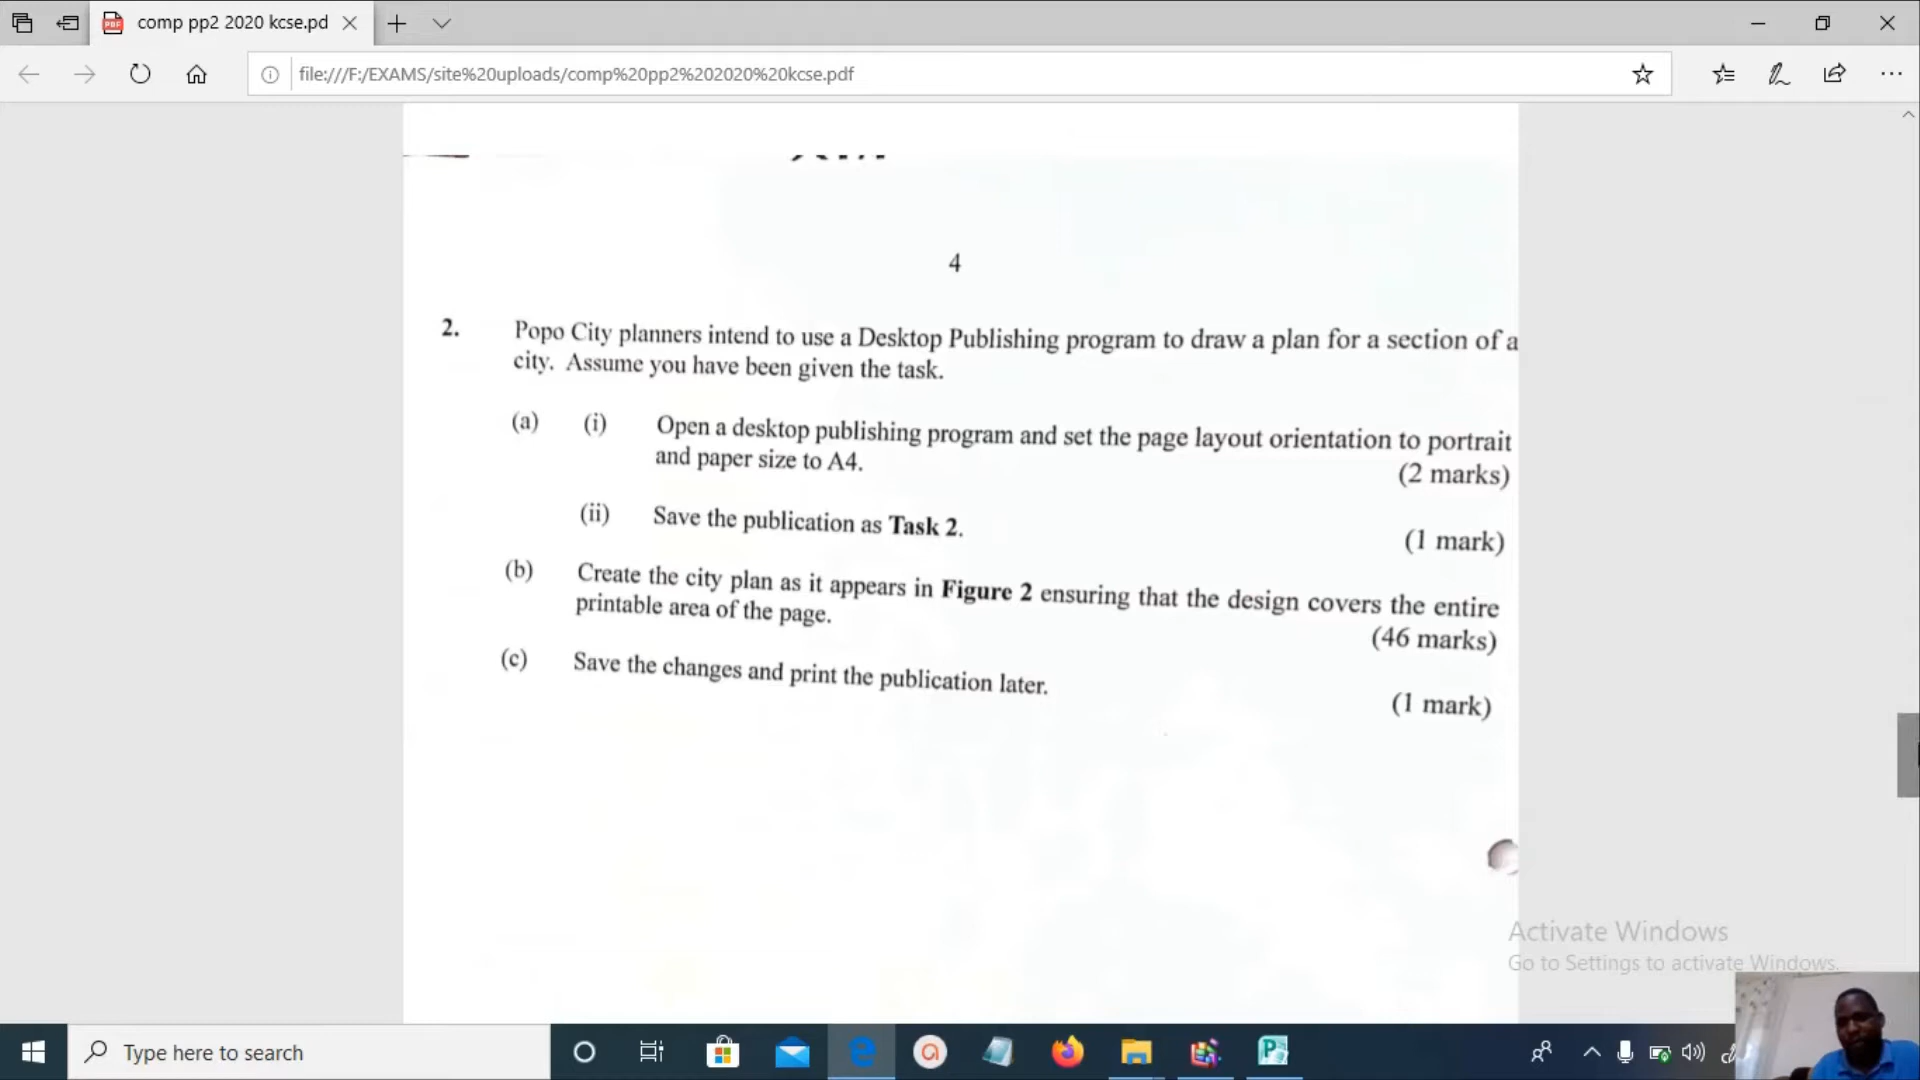 comp pp2 2020 kcse.pd
file:///F:/EXAMS/site%20uploads/comp%20pp2%202020%20kcse.pdf
4
2. Popo City planners intend to use a Desktop Publishing program to draw a plan for a section of a
city. Assume you have been given the task.
(a) (i) Open a desktop publishing program and set the page layout orientation to portrait
and paper size to A4.
(2 marks)
(ii) Save the publication as Task 2.
(1 mark)
(b) Create the city plan as it appears in Figure 2 ensuring that the design covers the entire
printable area of the page.
(46 marks)
(c) Save the changes and print the publication later.
(1 mark)
Activate Windows
Go to Settings to activate Windows.
Type here to search